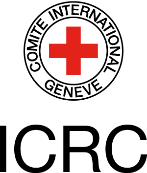 COMITE INTERNATIONAL
GENEVE
ICRC